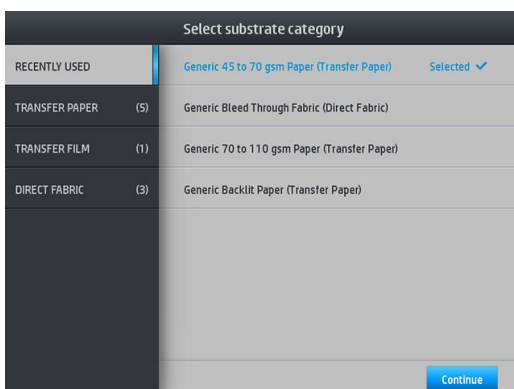 Select substrate category
RECENTLY USED
Generic 45 to 70 gsm Paper (Transfer Paper) Selected ✔
TRANSFER PAPER (5)
Generic Bleed Through Fabric (Direct Fabric)
TRANSFER FILM (1)
Generic 70 to 110 gsm Paper (Transfer Paper)
DIRECT FABRIC (3)
Generic Backlit Paper (Transfer Paper)
Continue